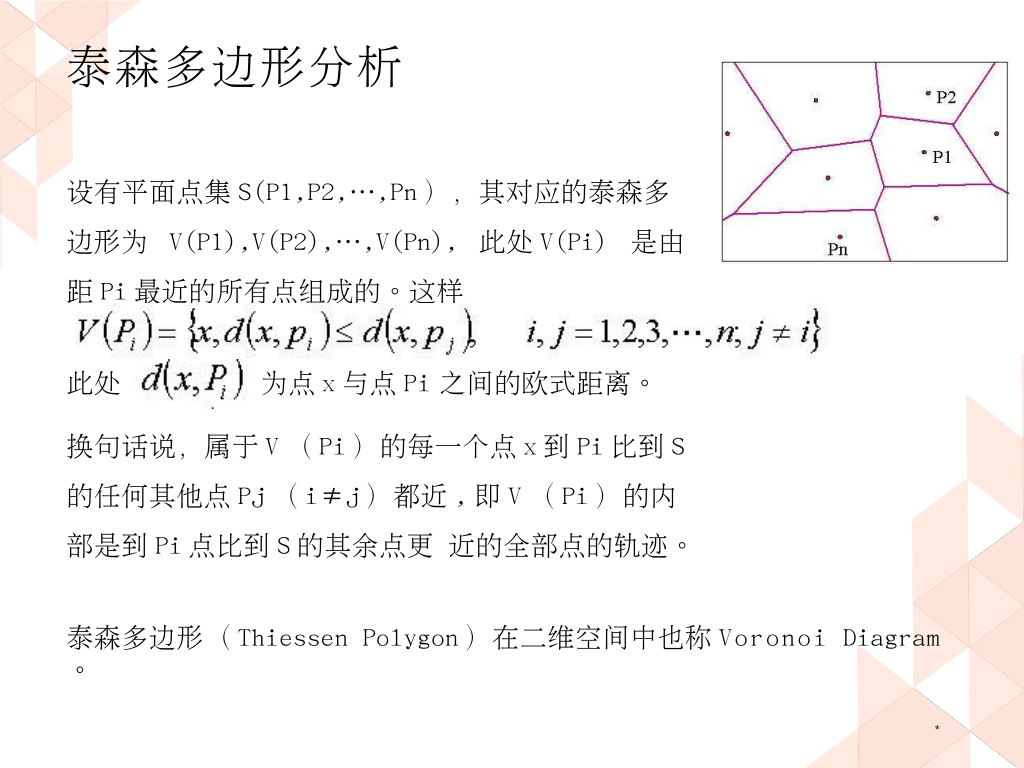 泰森多边形分析
P2
P1
Pn
设有平面点集 S(P1,P2,…,Pn），其对应的泰森多
边形为 V(P1),V(P2),…,V(Pn), 此处 V(Pi) 是由
距 Pi 最近的所有点组成的。这样
V(P_i)={x,d(x,p_i)≤d(x,p_j), i,j=1,2,3,⋯,n;j≠i}
此处 d(x,P_i) 为点 x 与点 Pi 之间的欧式距离。
换句话说，属于 V （Pi）的每一个点 x 到 Pi 比到 S
的任何其他点 Pj （i≠j）都近 , 即 V （Pi）的内
部是到 Pi 点比到 S 的其余点更 近的全部点的轨迹。
泰森多边形（Thiessen Polygon）在二维空间中也称 Voronoi Diagram
。
*